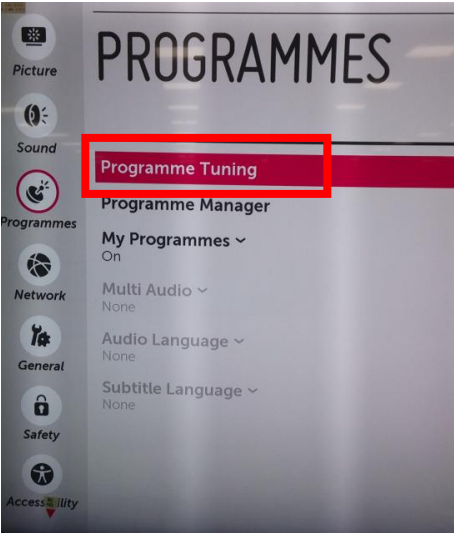 PROGRAMMES
Picture
Sound
Programmes
Network
General
Safety
Accessibility
Programme Tuning
Programme Manager
My Programmes
On
Multi Audio
None
Audio Language
None
Subtitle Language
None